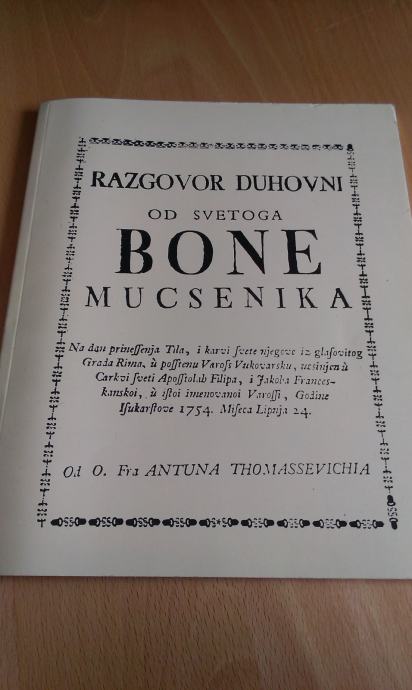 RAZGOVOR DUHOVNI
OD SVETOGA
BONE
MUCSENIKA
Na dan prineſſenja Tila, i karvi ſvete njegove iz glaſovitog
Grada Rima, ù poſſtenu Varoſs Vukovarsku, ucsinjen ù
Carkvi ſveti Apoſſtolah Filipa, i Jakoba Frances-
kanskoi, ù iſtoi imenovanoi Varoſſi, Godine
Iſukarſtove 1754. Miſeca Lipnja 24.
Od O. Fra ANTUNA THOMASSEVICHIA